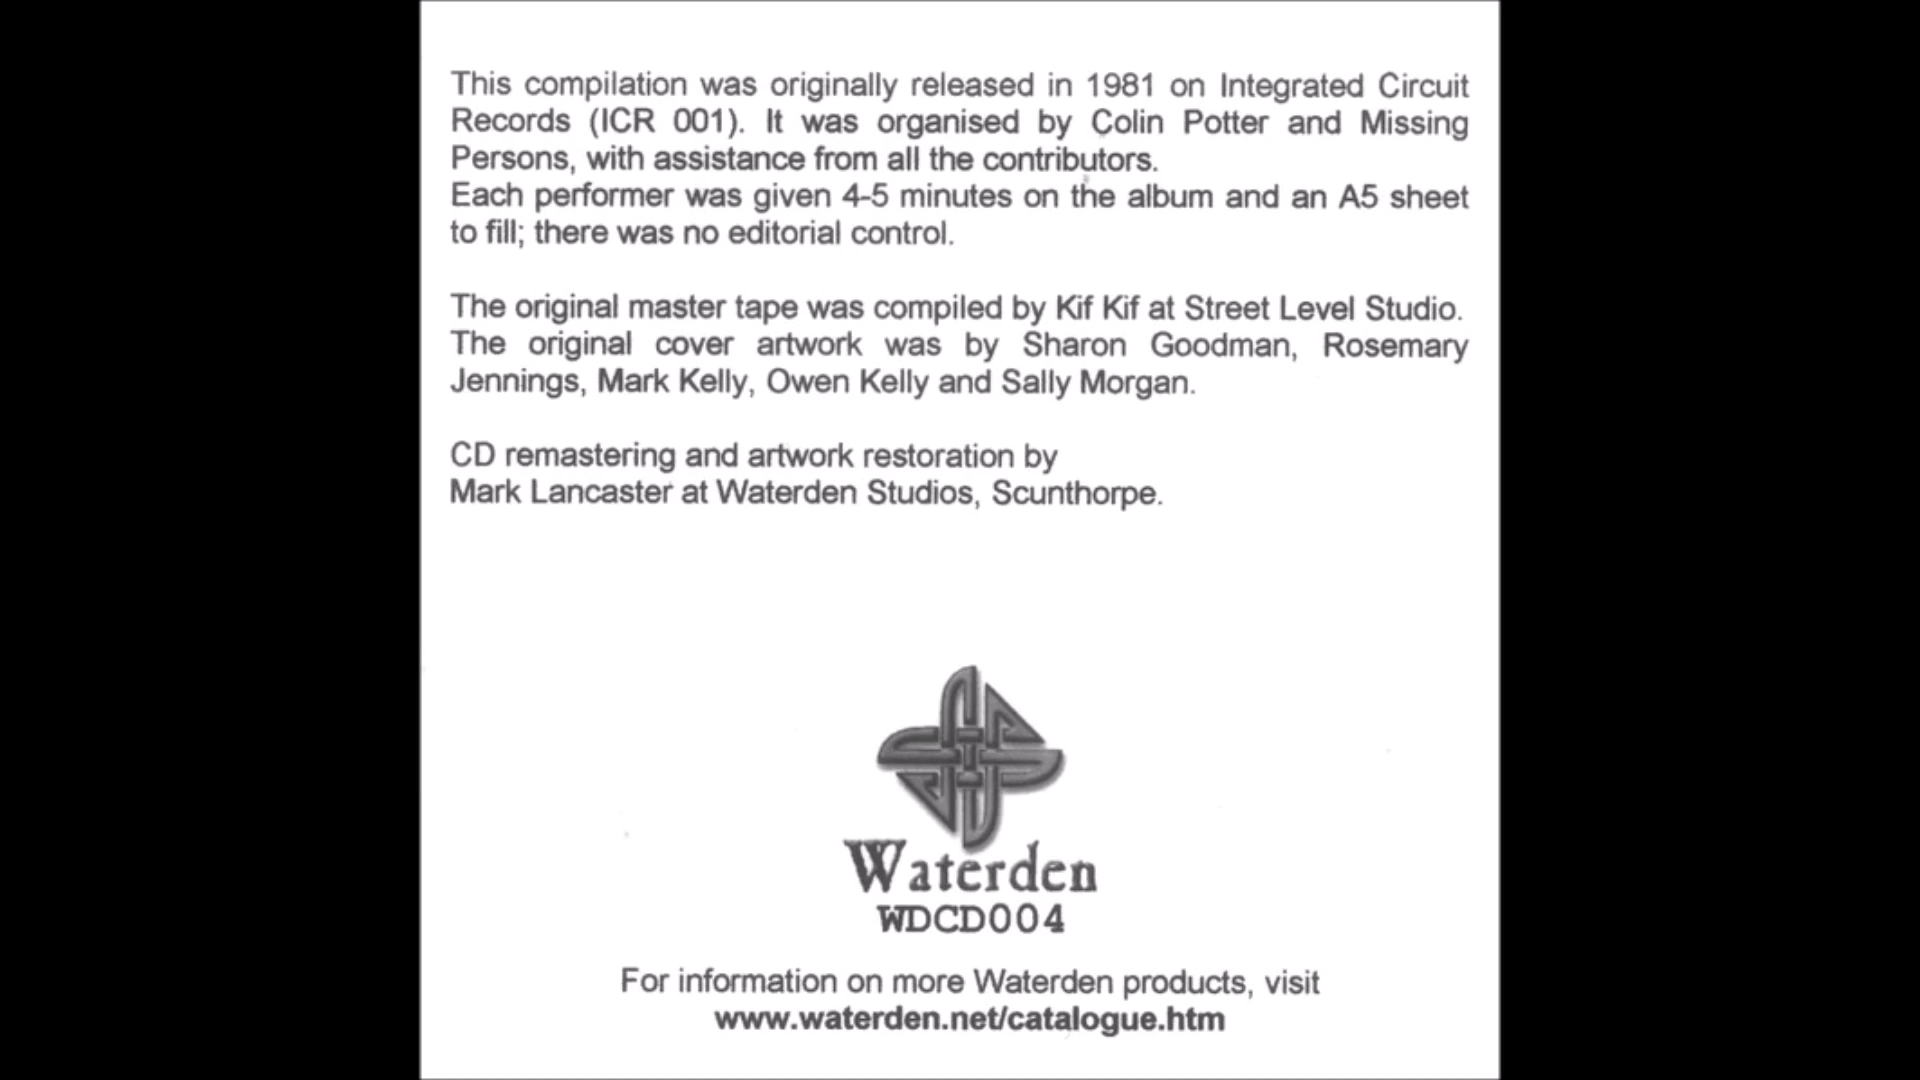 This compilation was originally released in 1981 on Integrated Circuit
Records (ICR 001). It was organised by Colin Potter and Missing
Persons, with assistance from all the contributors.
Each performer was given 4-5 minutes on the album and an A5 sheet
to fill; there was no editorial control.
The original master tape was compiled by Kif Kif at Street Level Studio.
The original cover artwork was by Sharon Goodman, Rosemary
Jennings, Mark Kelly, Owen Kelly and Sally Morgan.
CD remastering and artwork restoration by
Mark Lancaster at Waterden Studios, Scunthorpe.
Waterden
WDCD004
For information on more Waterden products, visit
www.waterden.net/catalogue.htm